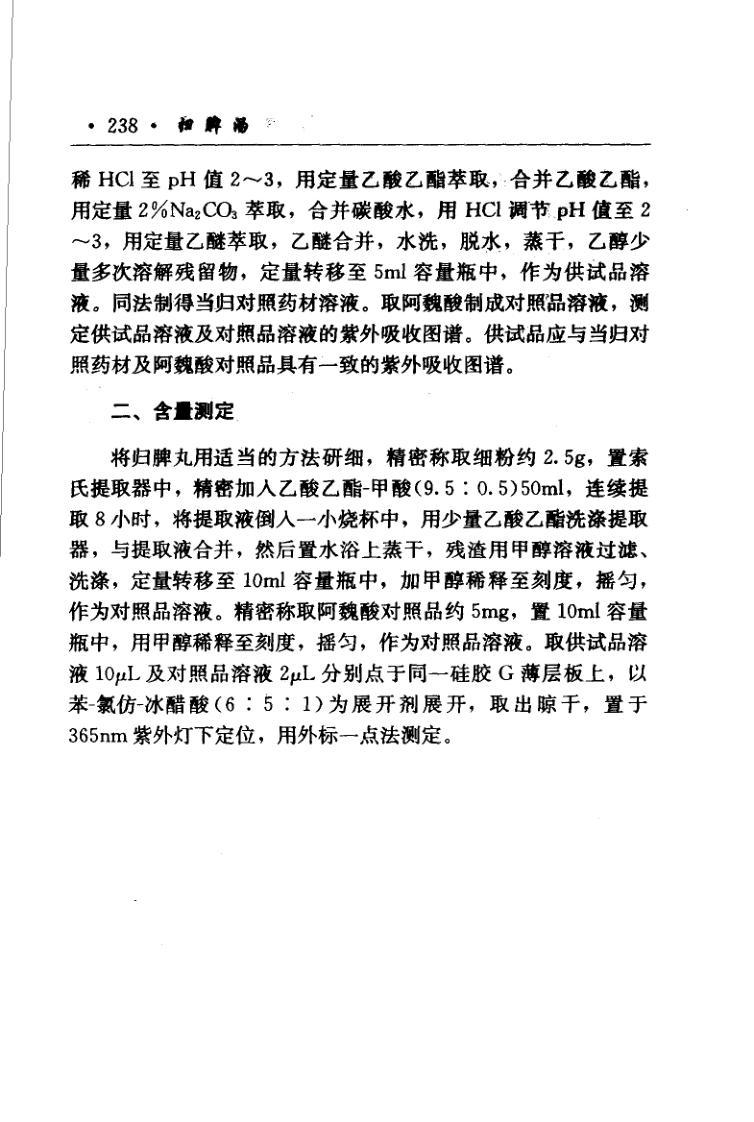 · 238 · 归脾汤
稀 HCl 至 pH 值 2～3，用定量乙酸乙酯萃取，合并乙酸乙酯，
用定量 2%Na₂CO₃ 萃取，合并碳酸水，用 HCl 调节 pH 值至 2
～3，用定量乙醚萃取，乙醚合并，水洗，脱水，蒸干，乙醇少
量多次溶解残留物，定量转移至 5ml 容量瓶中，作为供试品溶
液。同法制得当归对照药材溶液。取阿魏酸制成对照品溶液，测
定供试品溶液及对照品溶液的紫外吸收图谱。供试品应与当归对
照药材及阿魏酸对照品具有一致的紫外吸收图谱。
二、含量测定
将归脾丸用适当的方法研细，精密称取细粉约 2.5g，置索
氏提取器中，精密加人乙酸乙酯-甲酸(9.5∶0.5)50ml，连续提
取 8 小时，将提取液倒人一小烧杯中，用少量乙酸乙酯洗涤提取
器，与提取液合并，然后置水浴上蒸干，残渣用甲醇溶液过滤、
洗涤，定量转移至 10ml 容量瓶中，加甲醇稀释至刻度，摇匀，
作为对照品溶液。精密称取阿魏酸对照品约 5mg，置 10ml 容量
瓶中，用甲醇稀释至刻度，摇匀，作为对照品溶液。取供试品溶
液 10μL 及对照品溶液 2μL 分别点于同一硅胶 G 薄层板上，以
苯-氯仿-冰醋酸(6∶5∶1)为展开剂展开，取出晾干，置于
365nm 紫外灯下定位，用外标一点法测定。